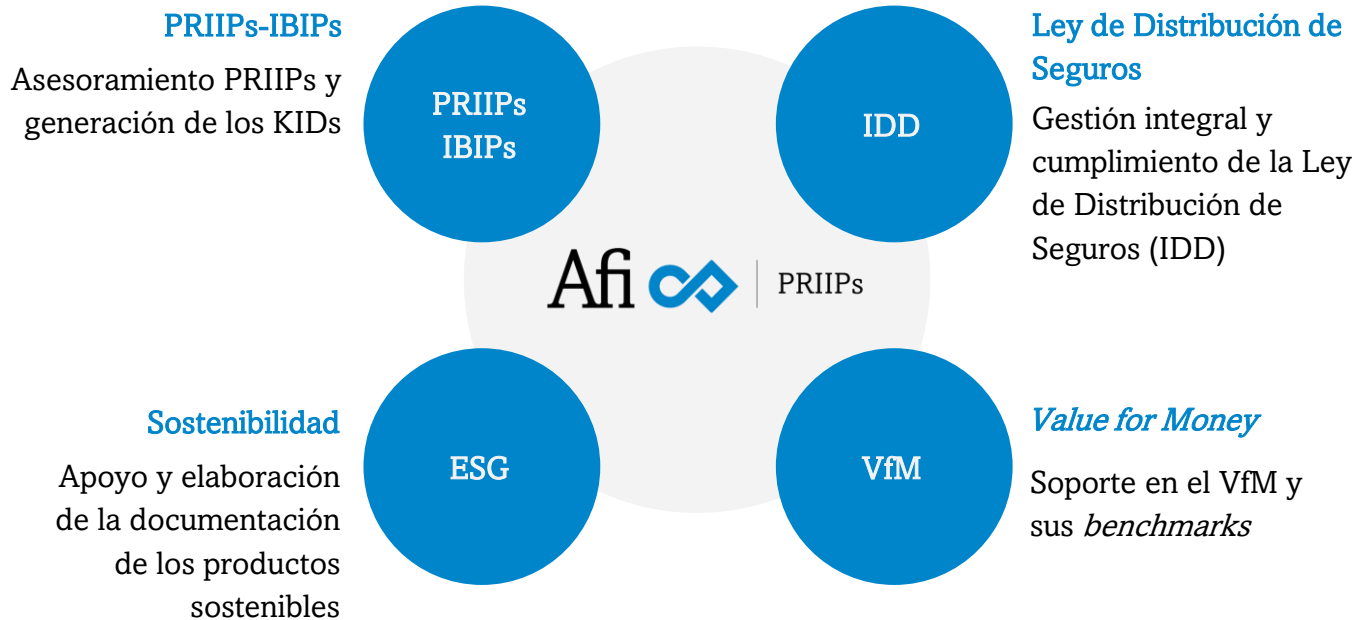 PRIIPs-IBIPs
Asesoramiento PRIIPs y
generación de los KIDs
PRIIPs
IBIPs
IDD
Ley de Distribución de
Seguros
Gestión integral y
cumplimiento de la Ley
de Distribución de
Seguros (IDD)
Afi
PRIIPs
Sostenibilidad
Apoyo y elaboración
de la documentación
de los productos
sostenibles
ESG
VfM
Value for Money
Soporte en el VfM y
sus benchmarks